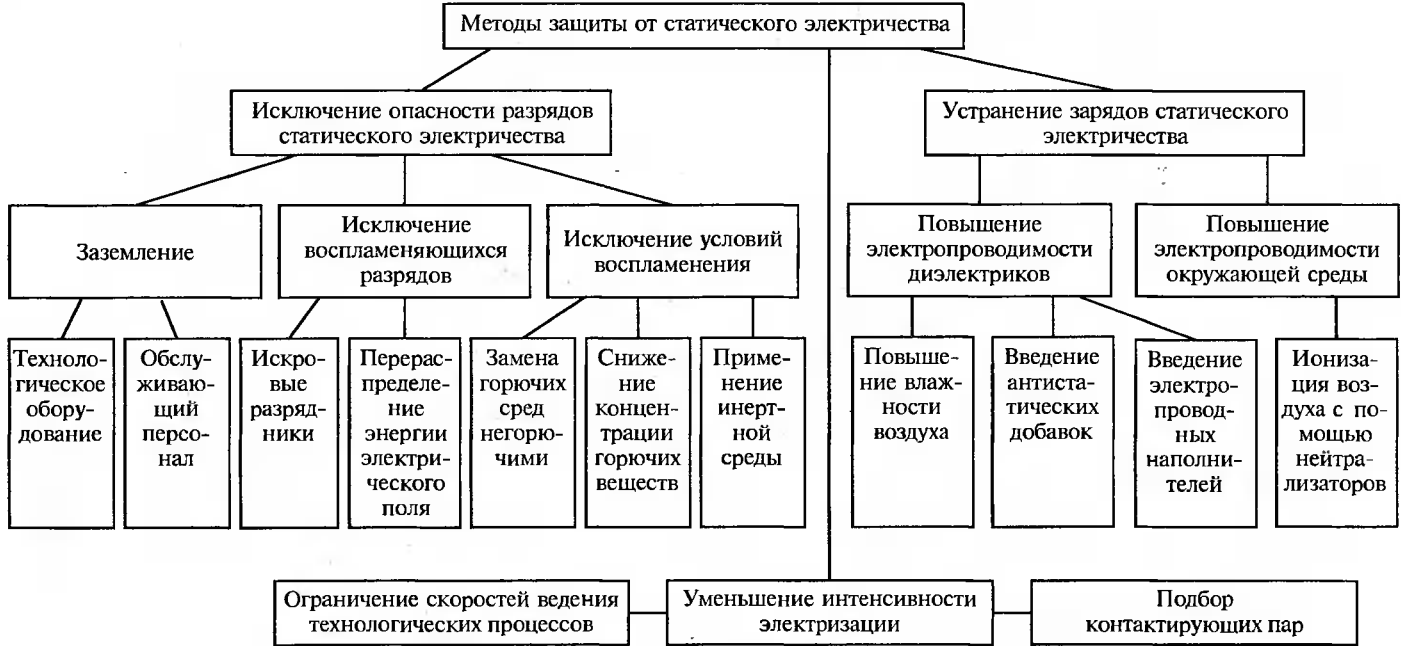 Методы защиты от статического электричества
Исключение опасности разрядов
статического электричества
Устранение зарядов статического
электричества
Заземление
Исключение
воспламеняющихся
разрядов
Исключение условий
воспламенения
Повышение
электропроводимости
диэлектриков
Повышение
электропроводимости
окружающей среды
Техноло-
гическое
обору-
дование
Обслу-
живаю-
щий
персо-
нал
Искро-
вые
разряд-
ники
Перерас-
пределе-
ние
энергии
электри-
ческого
поля
Замена
горючих
сред
негорю-
чими
Сниже-
ние
концен-
трации
горючих
веществ
Приме-
нение
инерт-
ной
среды
Повыше-
ние влаж-
ности
воздуха
Введение
антиста-
тических
добавок
Введение
электро-
провод-
ных
наполни-
телей
Иониза-
ция воз-
духа с по-
мощью
нейтра-
лизаторов
Ограничение скоростей ведения
технологических процессов
Уменьшение интенсивности
электризации
Подбор
контактирующих пар